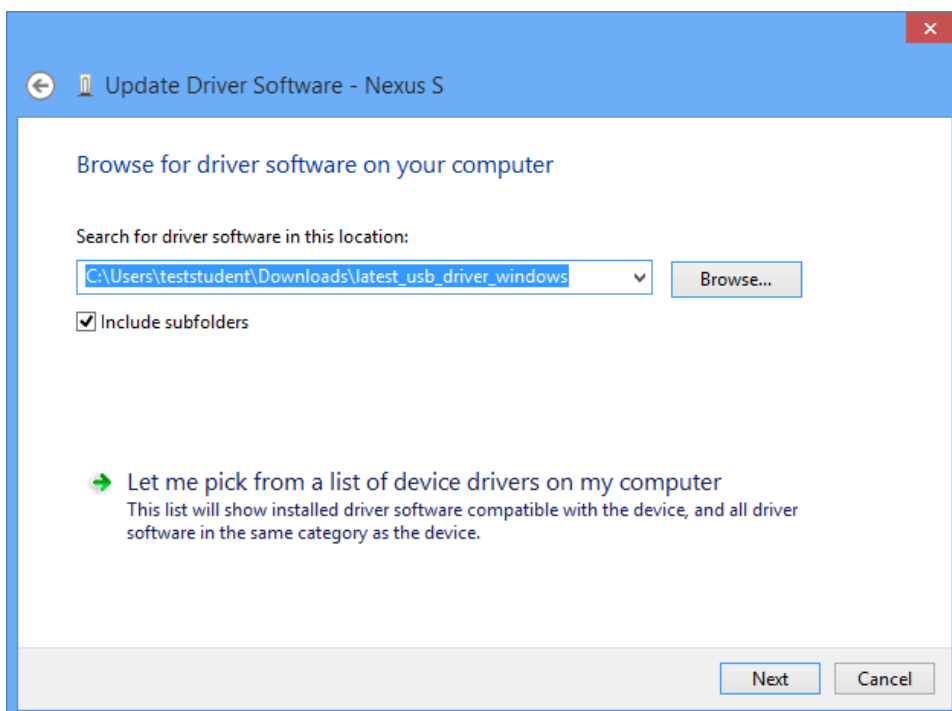 Update Driver Software - Nexus S
Browse for driver software on your computer
Search for driver software in this location:
C:\Users\teststudent\Downloads\latest_usb_driver_windows
Browse...
Include subfolders
Let me pick from a list of device drivers on my computer
This list will show installed driver software compatible with the device, and all driver
software in the same category as the device.
Next
Cancel